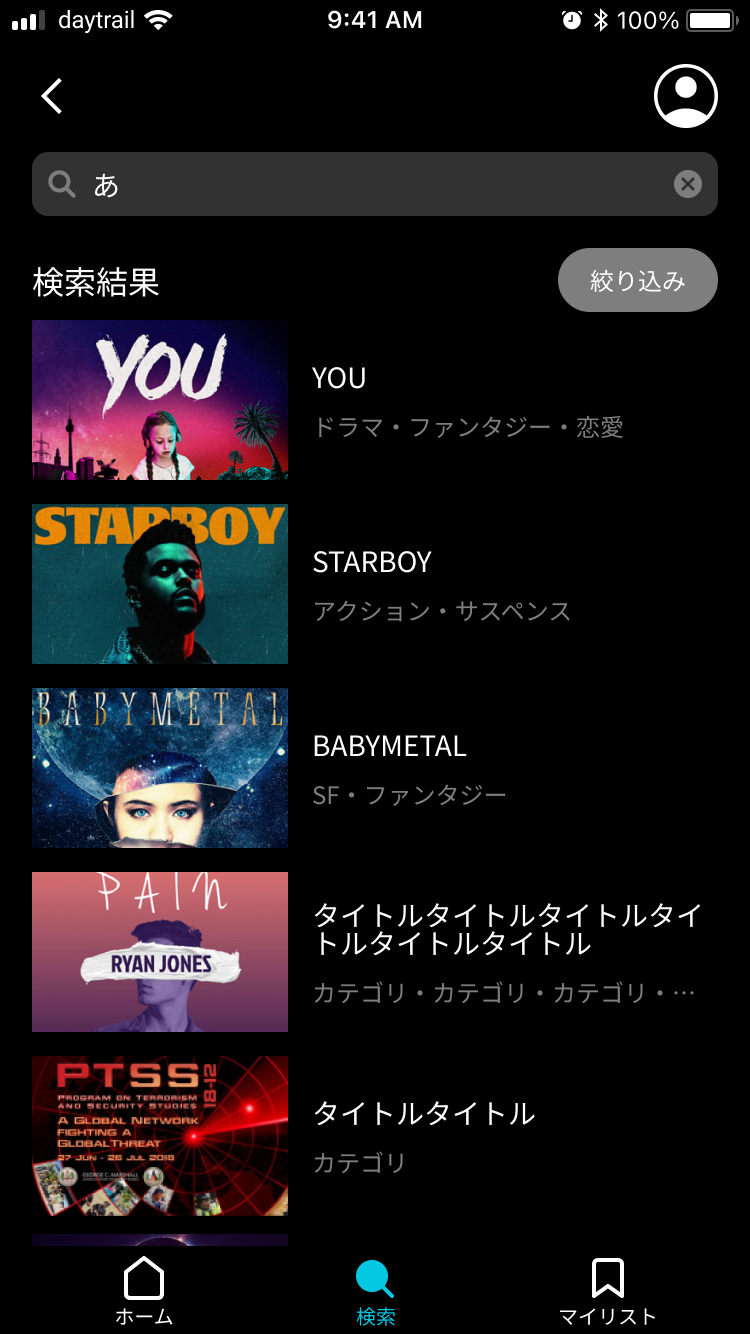 daytrail
9:41 AM
100%
あ
検索結果
絞り込み
YOU
YOU
ドラマ・ファンタジー・恋愛
STARBOY
STARBOY
アクション・サスペンス
BABYMETAL
BABYMETAL
SF・ファンタジー
PAIN
RYAN JONES
タイトルタイトルタイトルタイ
トルタイトルタイトル
カテゴリ・カテゴリ・カテゴリ・…
PTSS
18-12
PROGRAM ON TERRORISM
AND SECURITY STUDIES
A GLOBAL NETWORK
FIGHTING A
GLOBALTHREAT
27 JUN - 26 JUL 2018
GEORGE C. MARSHALL
タイトルタイトル
カテゴリ
ホーム
検索
マイリスト